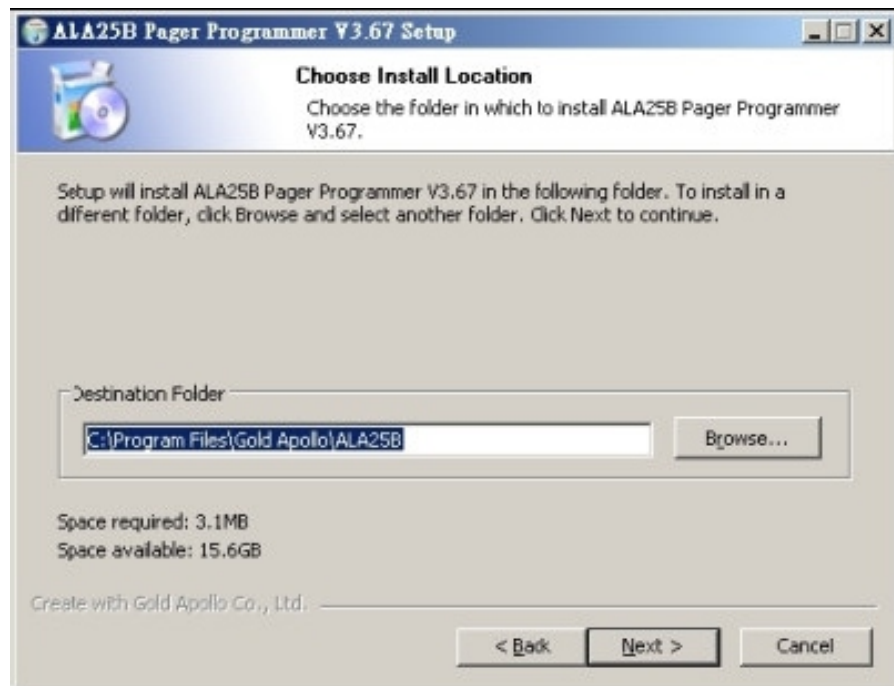 ALA25B Pager Programmer V3.67 Setup
Choose Install Location
Choose the folder in which to install ALA25B Pager Programmer
V3.67.
Setup will install ALA25B Pager Programmer V3.67 in the following folder. To install in a
different folder, click Browse and select another folder. Click Next to continue.
Destination Folder
C:\Program Files\Gold Apollo\ALA25B
Browse...
Space required: 3.1MB
Space available: 15.6GB
Create with Gold Apollo Co., Ltd.
< Back
Next >
Cancel